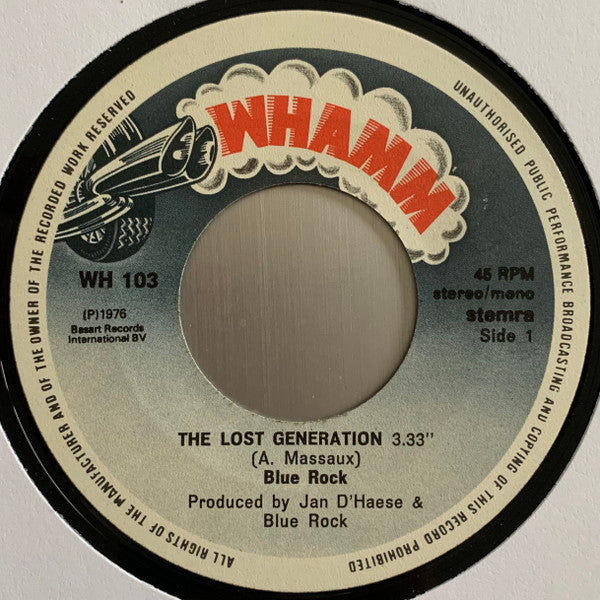 WHAMM
ALL RIGHTS OF THE MANUFACTURER AND OF THE OWNER OF THE RECORDED WORK RESERVED
UNAUTHORISED PUBLIC PERFORMANCE BROADCASTING AND COPYING OF THIS RECORD PROHIBITED
WH 103
(P)1976
Basart Records
International BV
45 RPM
stereo/mono
stemra
Side 1
THE LOST GENERATION 3.33"
(A. Massaux)
Blue Rock
Produced by Jan D'Haese &
Blue Rock